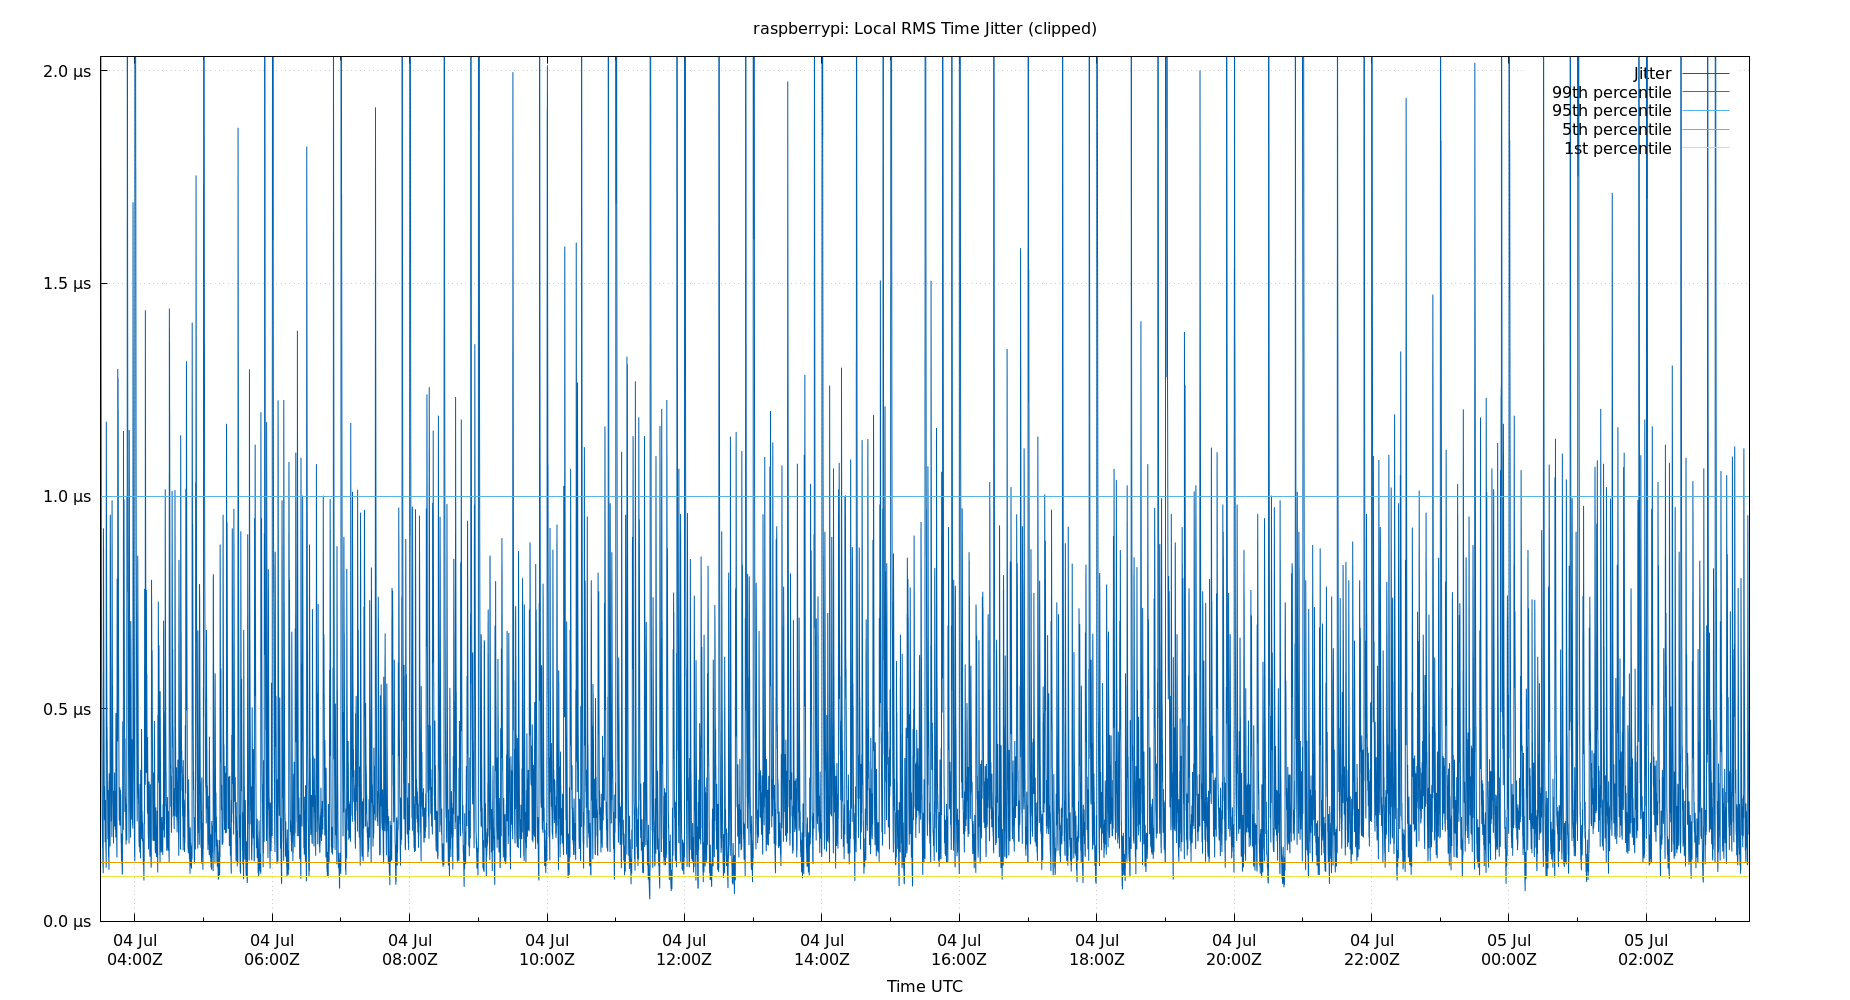 raspberrypi: Local RMS Time Jitter (clipped)
2.0 µs
1.5 µs
1.0 µs
0.5 µs
0.0 µs
Jitter
99th percentile
95th percentile
5th percentile
1st percentile
04 Jul 04 Jul 04 Jul 04 Jul 04 Jul 04 Jul 04 Jul 04 Jul 04 Jul 04 Jul 05 Jul 05 Jul
04:00Z 06:00Z 08:00Z 10:00Z 12:00Z 14:00Z 16:00Z 18:00Z 20:00Z 22:00Z 00:00Z 02:00Z
Time UTC